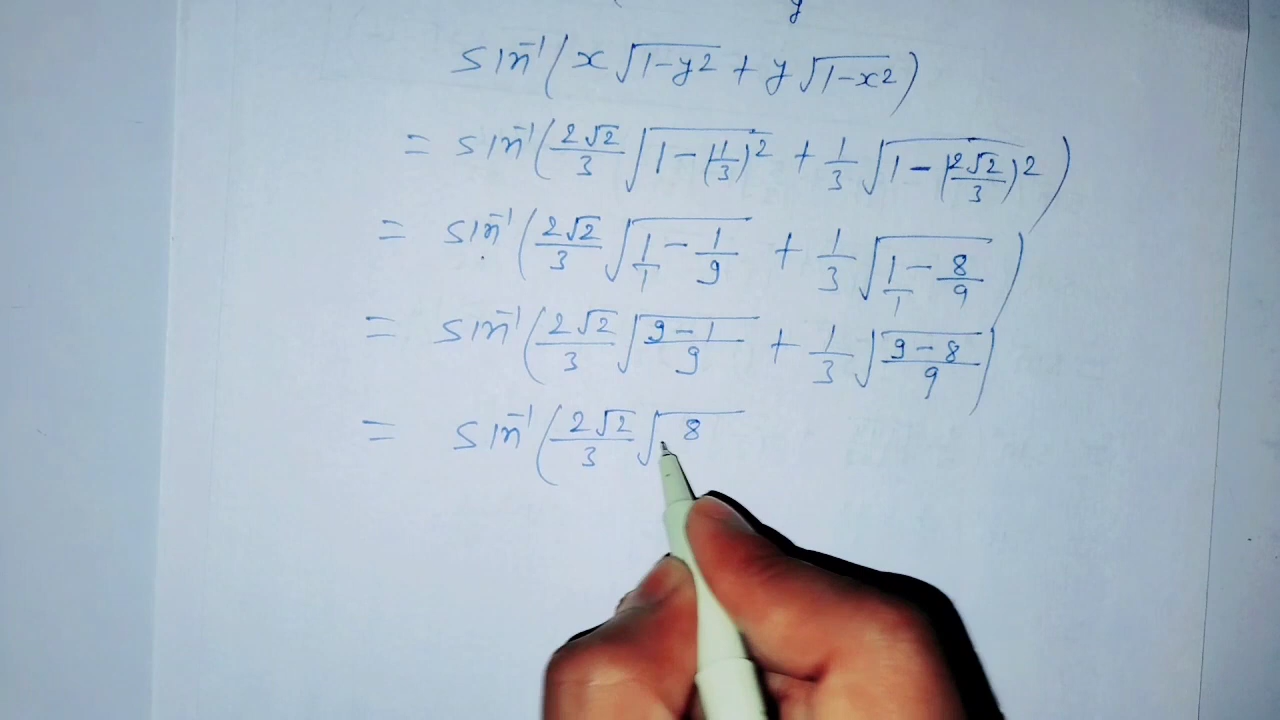 y
sin⁻¹(x√(1-y²) + y√(1-x²))
= sin⁻¹(2√2/3 √(1-(1/3)²) + 1/3 √(1-(2√2/3)²))
= sin⁻¹(2√2/3 √(1/1 - 1/9) + 1/3 √(1/1 - 8/9))
= sin⁻¹(2√2/3 √((9-1)/9) + 1/3 √((9-8)/9))
= sin⁻¹(2√2/3 √8